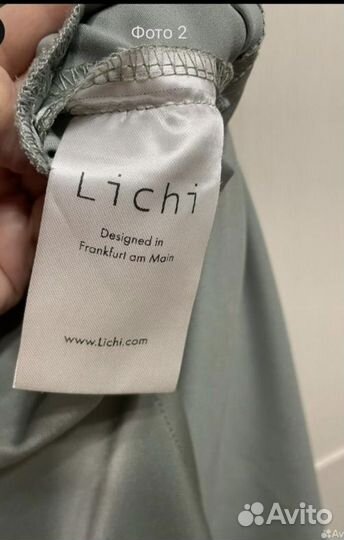 Фото 2
Lichi
Designed in
Frankfurt am Main
www.Lichi.com
Avito